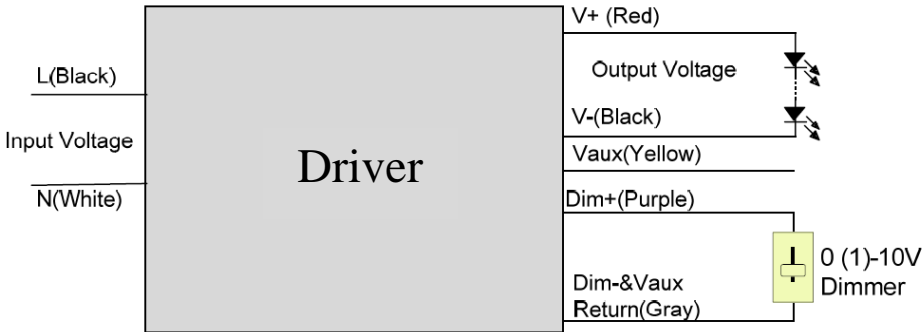 V+ (Red)
L(Black)
Output Voltage
V-(Black)
Input Voltage
Vaux(Yellow)
Driver
N(White)
Dim+(Purple)
0 (1)-10V
Dimmer
Dim-&Vaux
Return(Gray)